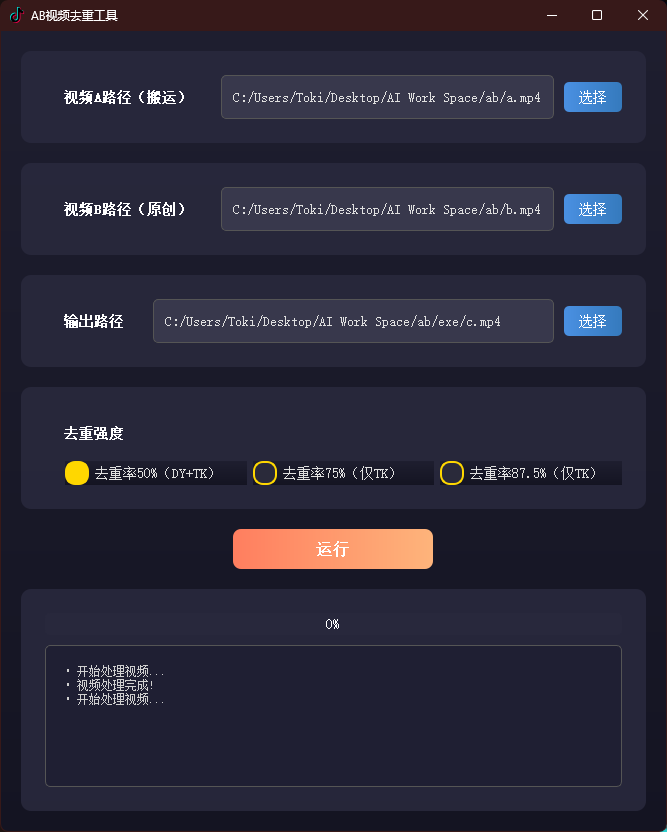 AB视频去重工具
视频A路径（搬运） C:/Users/Toki/Desktop/AI Work Space/ab/a.mp4 选择
视频B路径（原创） C:/Users/Toki/Desktop/AI Work Space/ab/b.mp4 选择
输出路径 C:/Users/Toki/Desktop/AI Work Space/ab/exe/c.mp4 选择
去重强度
去重率50%（DY+TK） 去重率75%（仅TK） 去重率87.5%（仅TK）
运行
0%
• 开始处理视频...
• 视频处理完成!
• 开始处理视频...